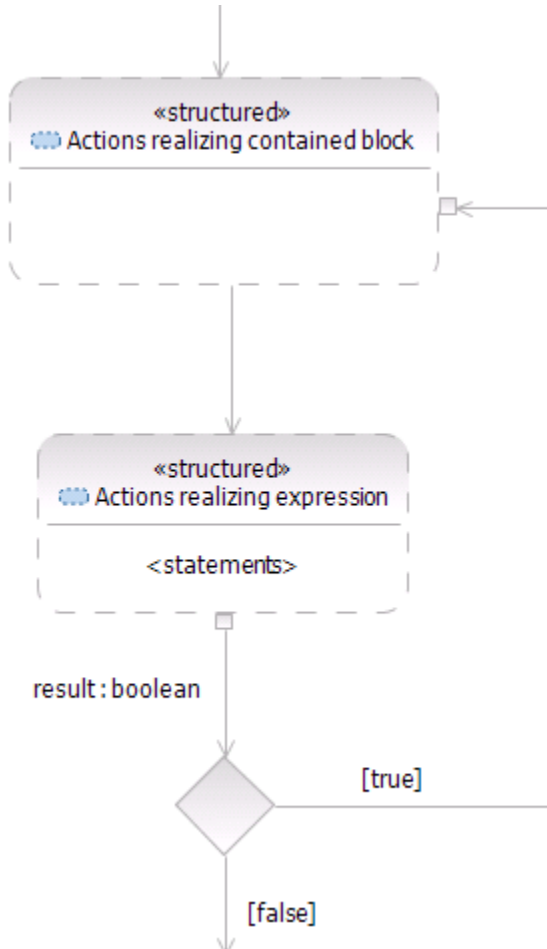 «structured»
Actions realizing contained block
«structured»
Actions realizing expression
<statements>
result : boolean
[true]
[false]